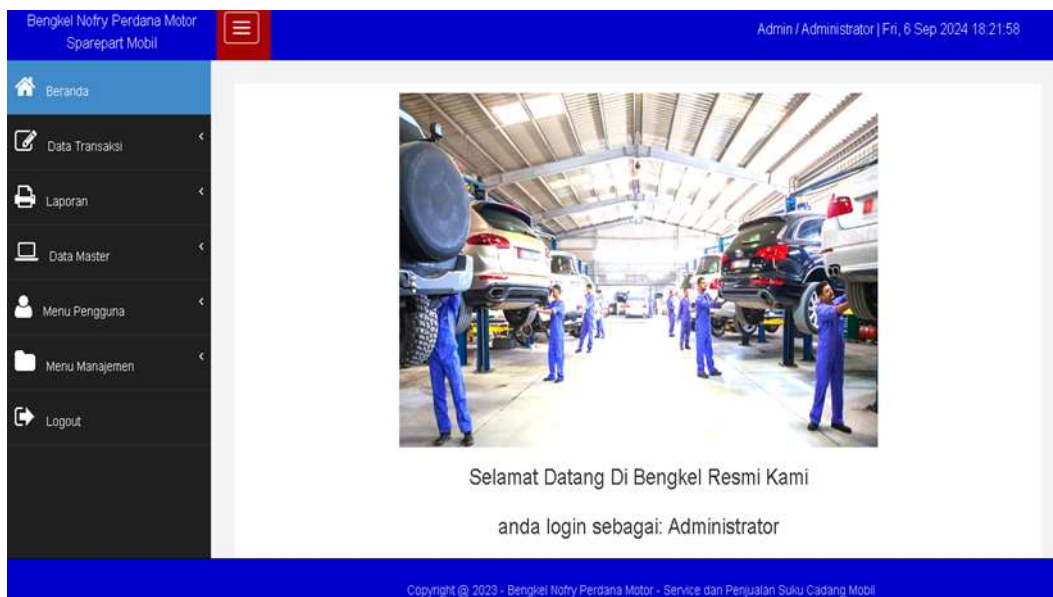 Bengkel Nofry Perdana Motor
Sparepart Mobil
Admin / Administrator | Fri, 6 Sep 2024 18:21:58
Beranda
Data Transaksi
Laporan
Data Master
Menu Pengguna
Menu Manajemen
Logout
Selamat Datang Di Bengkel Resmi Kami
anda login sebagai: Administrator
Copyright @ 2023 - Bengkel Nofry Perdana Motor - Service dan Penjualan Suku Cadang Mobil